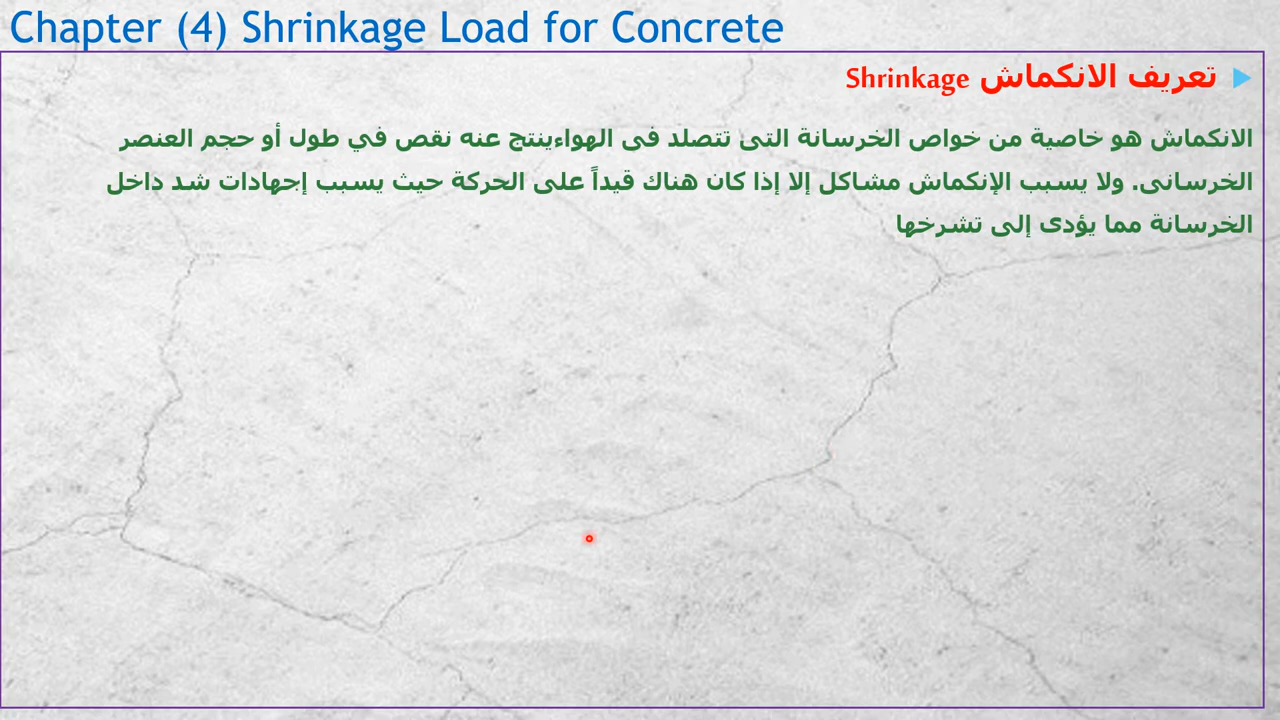 Chapter (4) Shrinkage Load for Concrete
تعريف الانكماش Shrinkage
الانكماش هو خاصية من خواص الخرسانة التى تتصلد فى الهواءينتج عنه نقص في طول أو حجم العنصر
الخرسانى. ولا يسبب الإنكماش مشاكل إلا إذا كان هناك قيداً على الحركة حيث يسبب إجهادات شد داخل
الخرسانة مما يؤدى إلى تشرخها